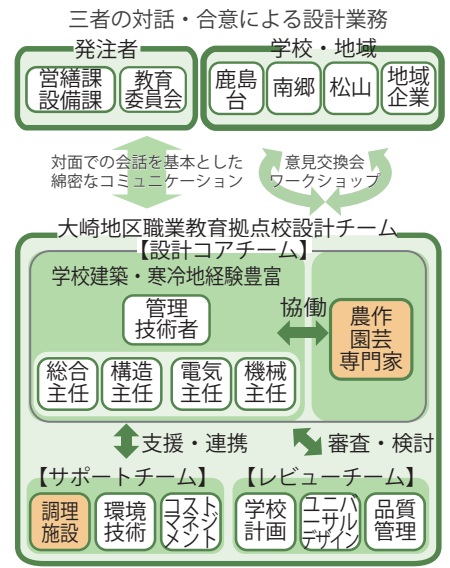 三者の対話・合意による設計業務
発注者
学校・地域
営繕課
設備課
教育
委員会
鹿島
台
南郷
松山
地域
企業
対面での会話を基本とした
綿密なコミュニケーション
意見交換会
ワークショップ
大崎地区職業教育拠点校設計チーム
【設計コアチーム】
学校建築・寒冷地経験豊富
管理
技術者
協働
農作
園芸
専門家
総合
主任
構造
主任
電気
主任
機械
主任
支援・連携
審査・検討
【サポートチーム】
【レビューチーム】
調理
施設
環境
技術
コスト
マネジ
メント
学校
計画
ユニバ
ーサル
デザイン
品質
管理